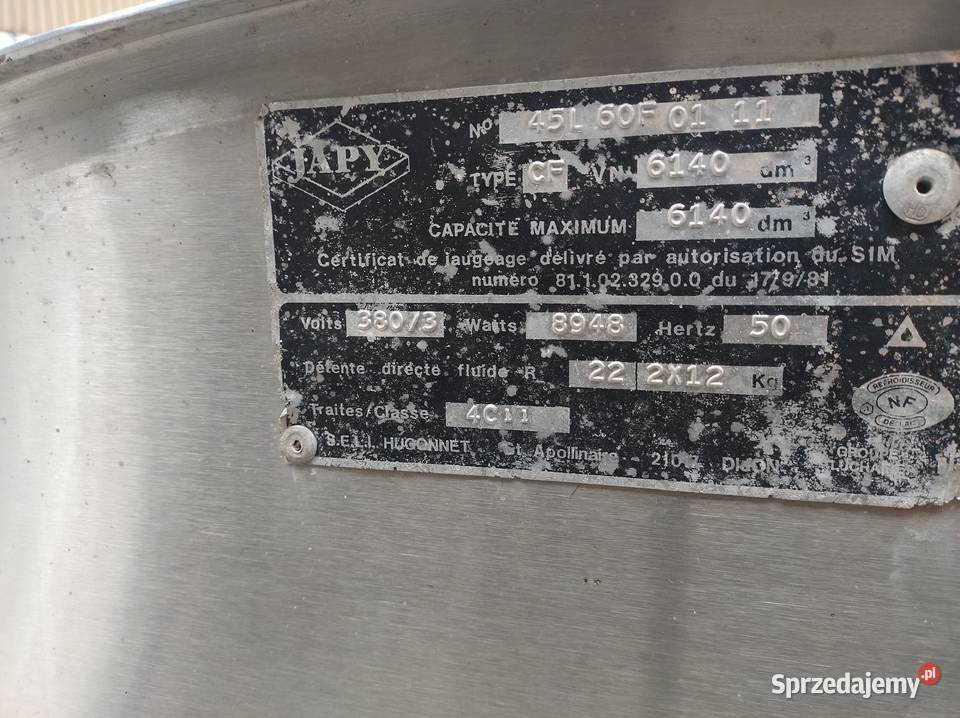 JAPY
No 45L 60F 01 11
TYPE CF VN 6140 dm³
CAPACITE MAXIMUM 6140 dm³
Certificat de jaugeage délivré par autorisation du SIM
numéro 81.1.02.329.0.0 du 17/9/81
Volts 380/3 Watts 8948 Hertz 50
Détente directe fluide R 22 2X12 Kg
Traites/Classe 4C11
REFROIDISSEUR
NF
DE LAIT
S.E.L.I. HUGONNET St Apollinaire - DIJON
GROUPE
LUCHAIRE
Sprzedajemy.pl